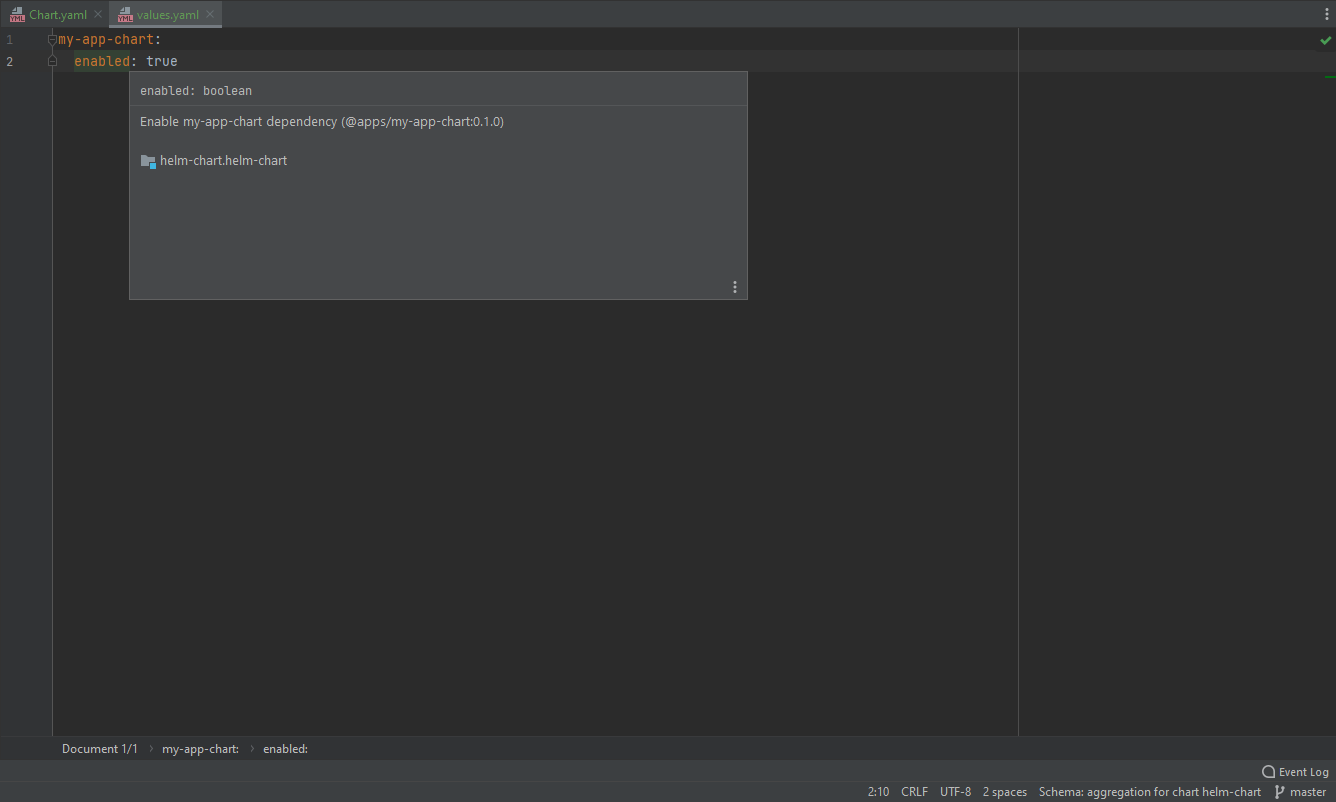 Chart.yaml values.yaml
1 my-app-chart:
2 enabled: true
enabled: boolean
Enable my-app-chart dependency (@apps/my-app-chart:0.1.0)
helm-chart.helm-chart
Document 1/1 › my-app-chart: › enabled:
Event Log
2:10 CRLF UTF-8 2 spaces Schema: aggregation for chart helm-chart master